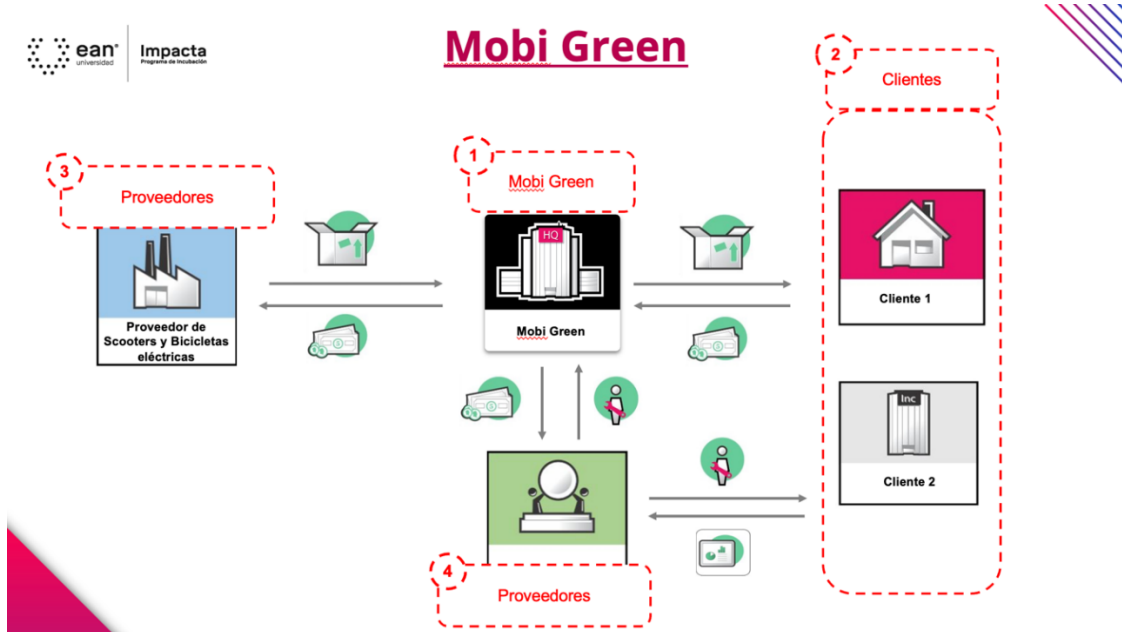 ean
universidad
Impacta
Programa de Incubación
Mobi Green
2
Clientes
3
Proveedores
1
Mobi Green
HQ
Mobi Green
Proveedor de
Scooters y Bicicletas
eléctricas
Cliente 1
Inc
Cliente 2
4
Proveedores